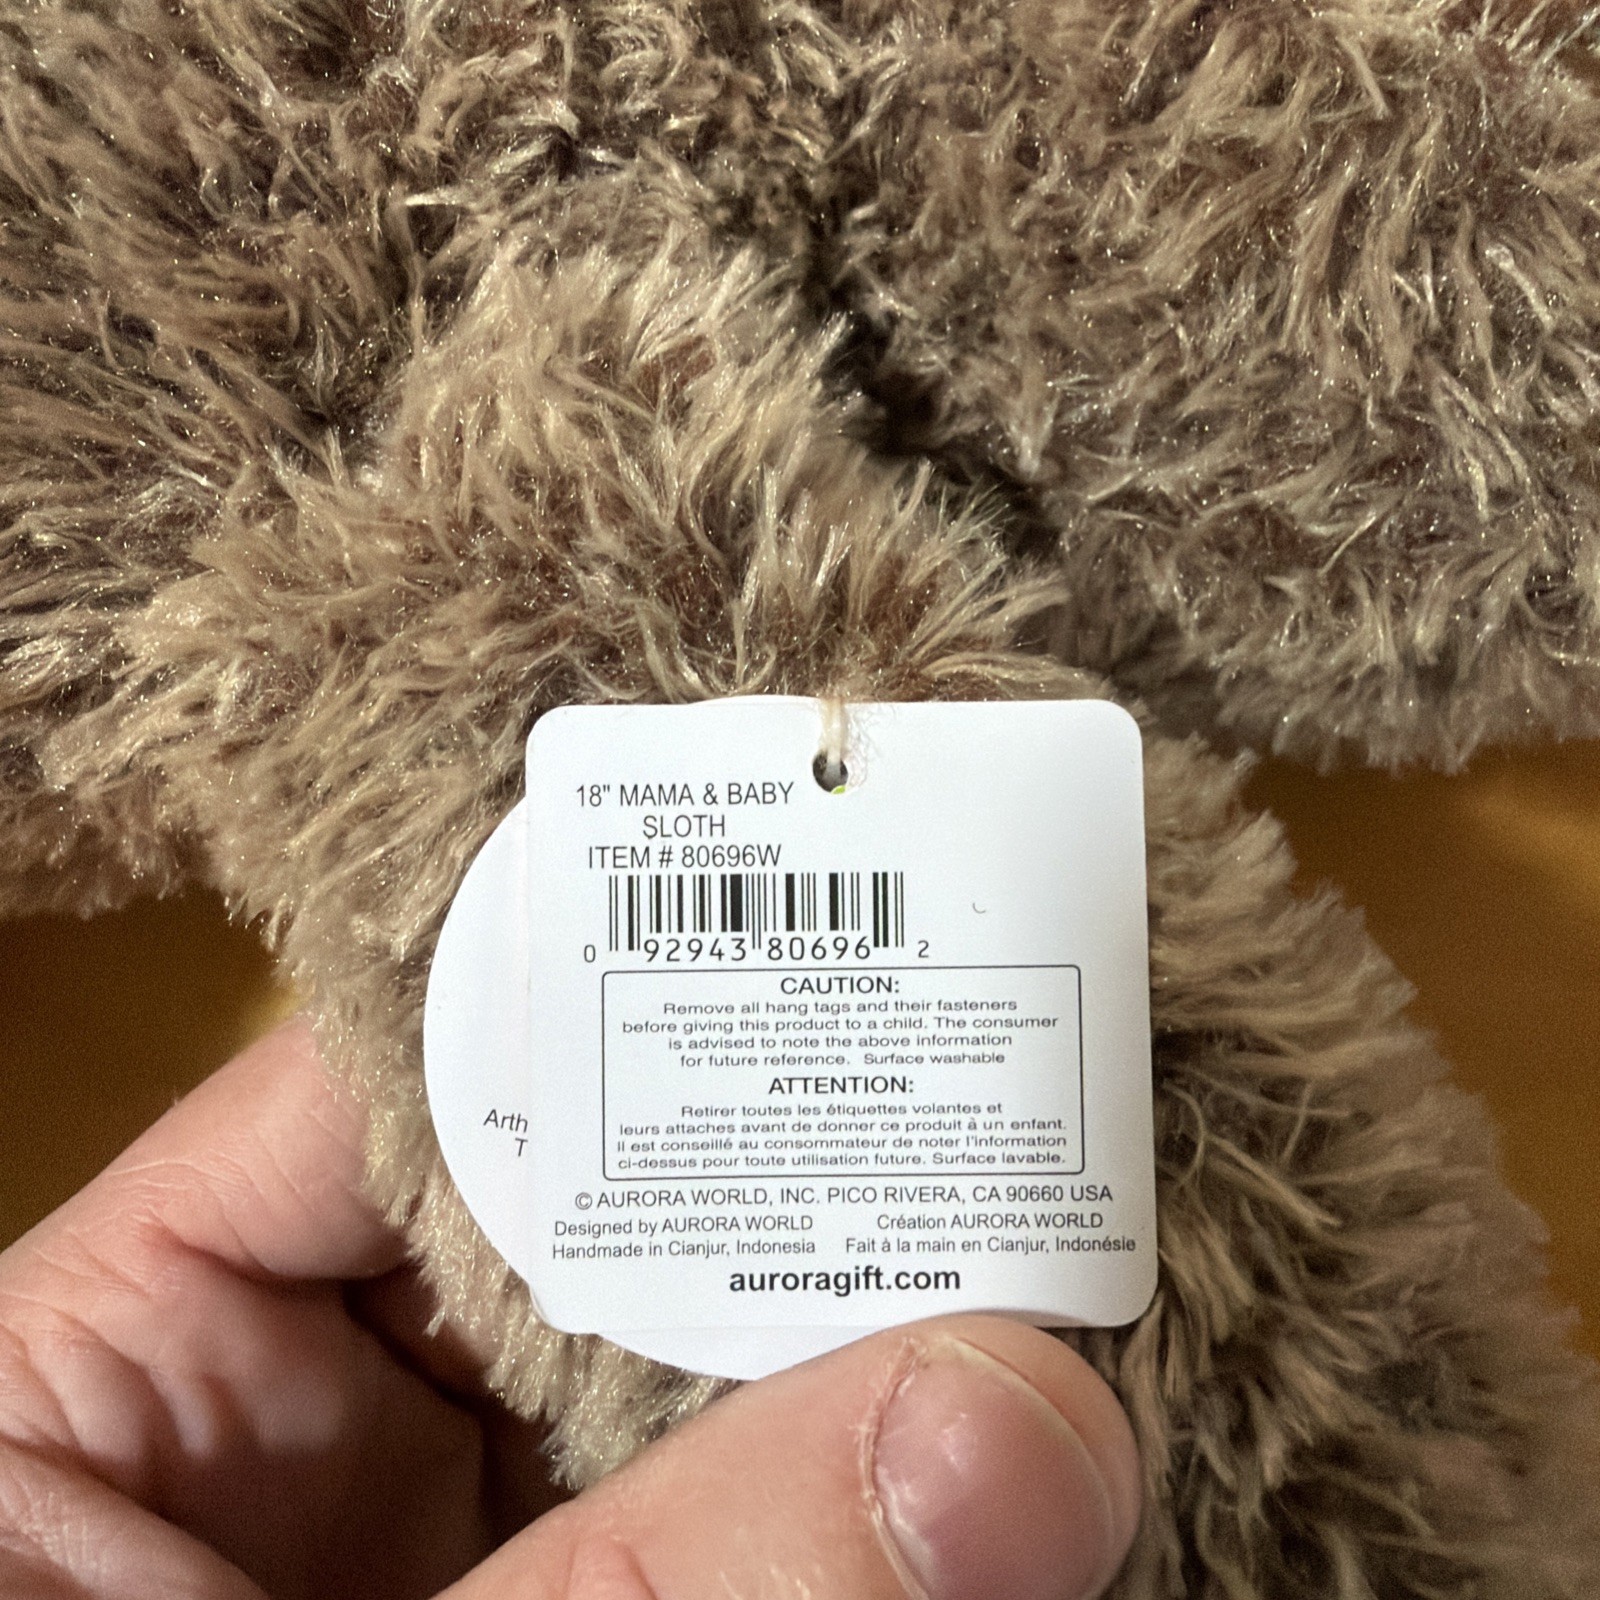 18" MAMA & BABY
SLOTH
ITEM # 80696W
0 92943 80696 2
CAUTION:
Remove all hang tags and their fasteners
before giving this product to a child. The consumer
is advised to note the above information
for future reference. Surface washable
ATTENTION:
Retirer toutes les étiquettes volantes et
leurs attaches avant de donner ce produit à un enfant.
Il est conseillé au consommateur de noter l'information
ci-dessus pour toute utilisation future. Surface lavable.
© AURORA WORLD, INC. PICO RIVERA, CA 90660 USA
Designed by AURORA WORLD Création AURORA WORLD
Handmade in Cianjur, Indonesia Fait à la main en Cianjur, Indonésie
auroragift.com
Arth
T